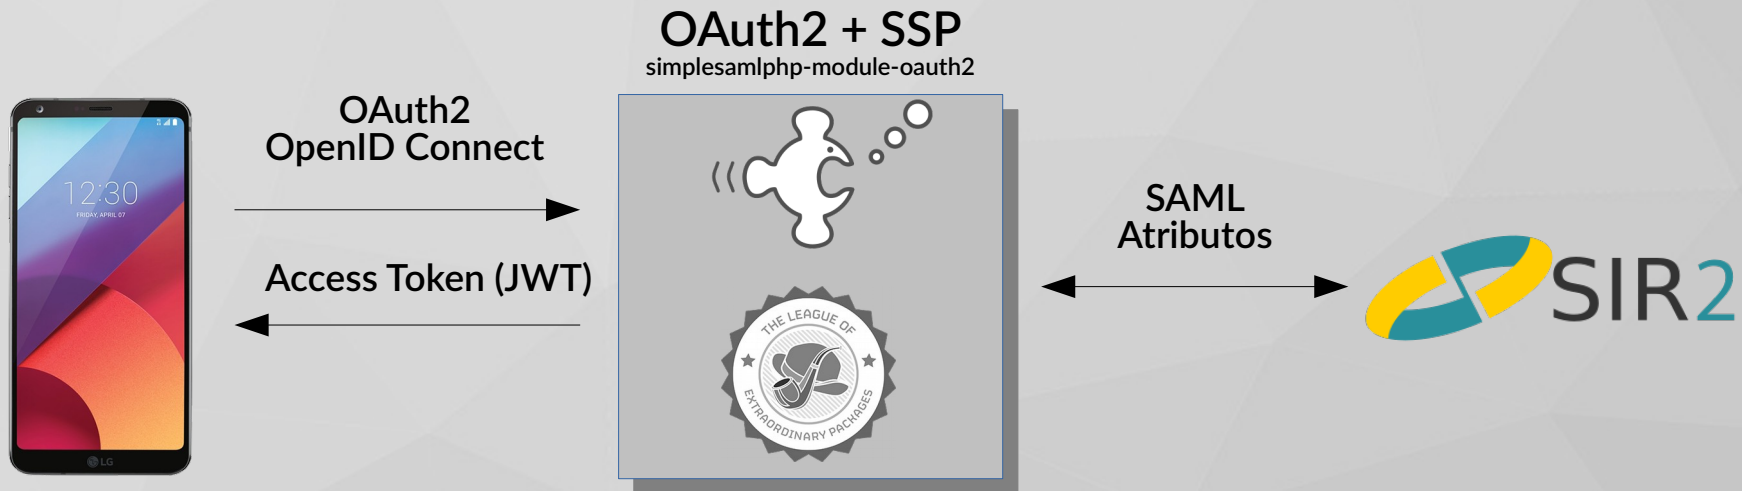 OAuth2 + SSP
simplesamlphp-module-oauth2
12:30
FRIDAY, APRIL 07
LG
OAuth2
OpenID Connect
Access Token (JWT)
THE LEAGUE OF
EXTRAORDINARY PACKAGES
SAML
Atributos
SIR2